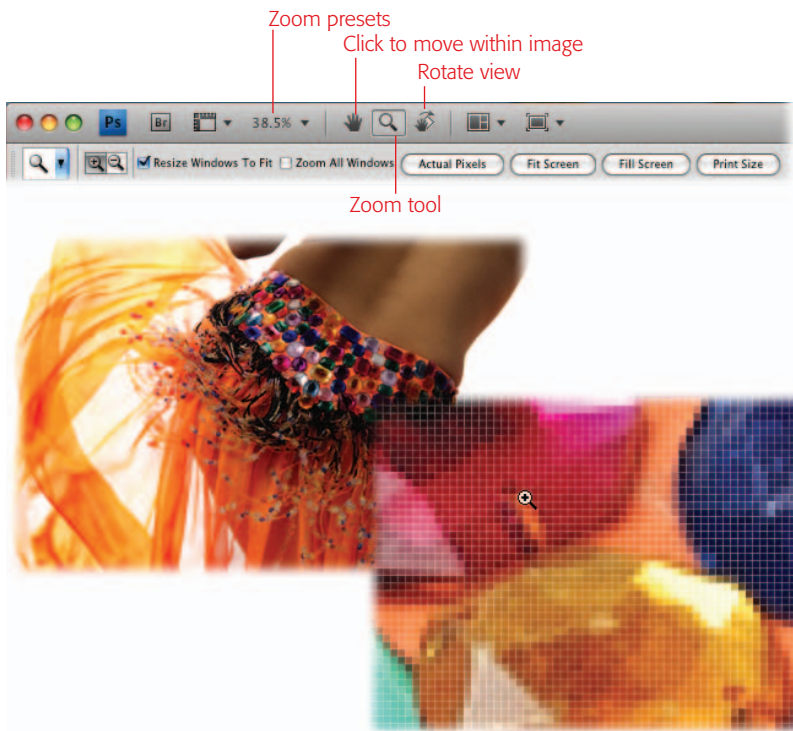 Zoom presets
Click to move within image
Rotate view
Ps
Br
38.5%
Resize Windows To Fit
Zoom All Windows
Actual Pixels
Fit Screen
Fill Screen
Print Size
Zoom tool